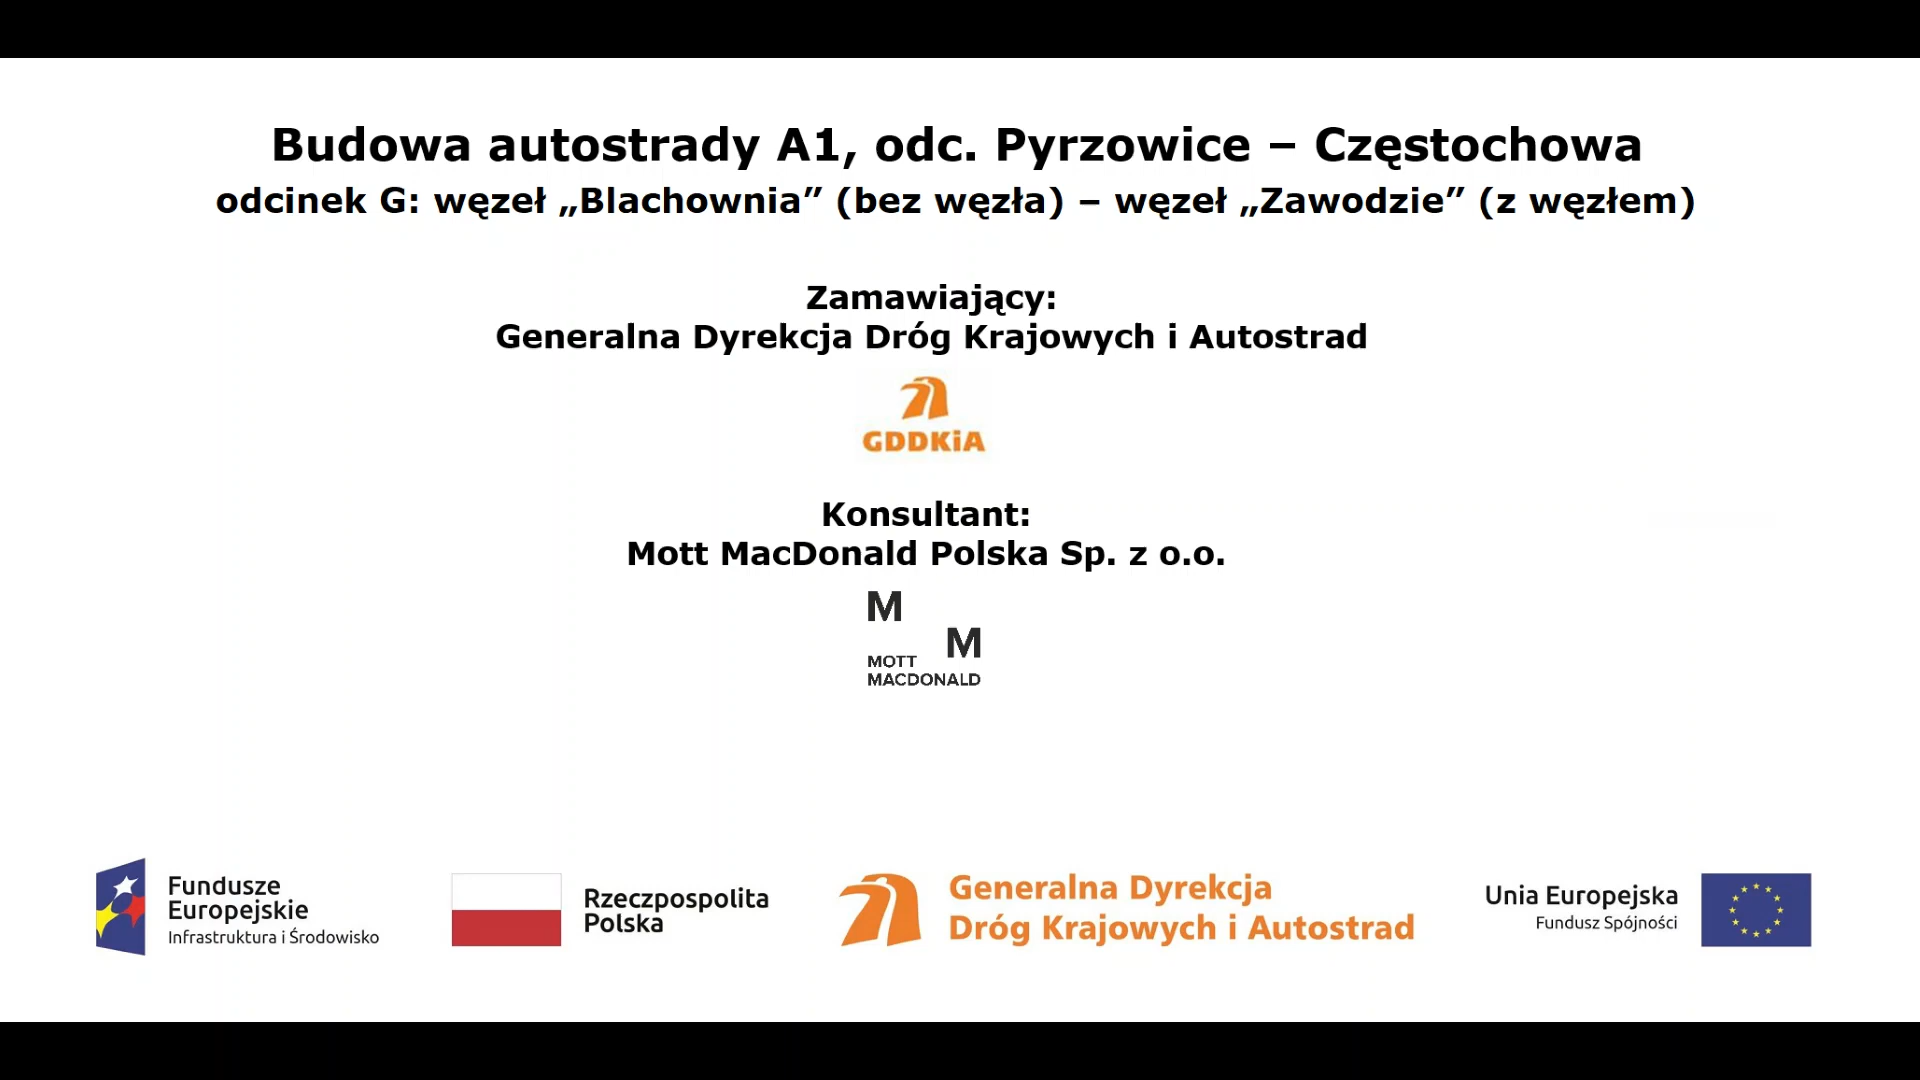 Budowa autostrady A1, odc. Pyrzowice – Częstochowa
odcinek G: węzeł „Blachownia” (bez węzła) – węzeł „Zawodzie” (z węzłem)
Zamawiający:
Generalna Dyrekcja Dróg Krajowych i Autostrad
GDDKiA
Konsultant:
Mott MacDonald Polska Sp. z o.o.
M
M
MOTT
MACDONALD
Fundusze
Europejskie
Infrastruktura i Środowisko
Rzeczpospolita
Polska
Generalna Dyrekcja
Dróg Krajowych i Autostrad
Unia Europejska
Fundusz Spójności